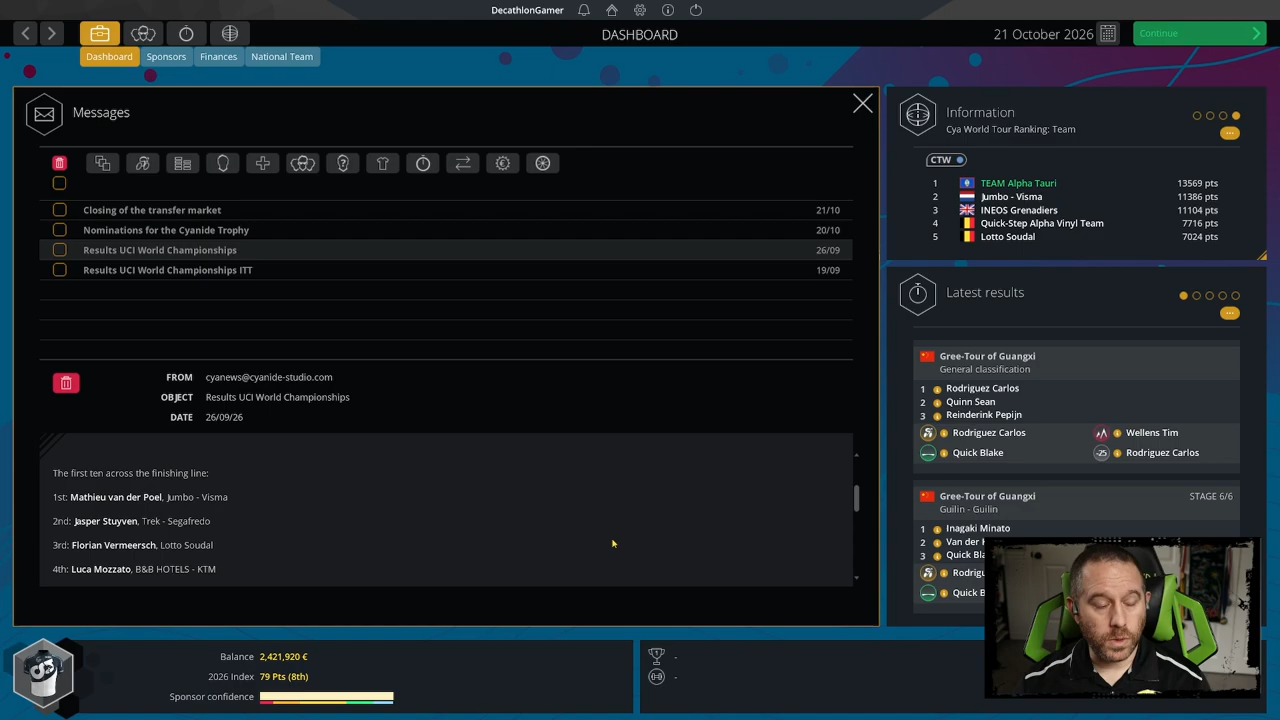 DecathlonGamer
DASHBOARD
21 October 2026
Continue
Dashboard
Sponsors
Finances
National Team
Messages
Closing of the transfer market 21/10
Nominations for the Cyanide Trophy 20/10
Results UCI World Championships 26/09
Results UCI World Championships ITT 19/09
FROM cyanews@cyanide-studio.com
OBJECT Results UCI World Championships
DATE 26/09/26
The first ten across the finishing line:
1st: Mathieu van der Poel, Jumbo - Visma
2nd: Jasper Stuyven, Trek - Segafredo
3rd: Florian Vermeersch, Lotto Soudal
4th: Luca Mozzato, B&B HOTELS - KTM
Information
Cya World Tour Ranking: Team
CTW
1 TEAM Alpha Tauri 13569 pts
2 Jumbo - Visma 11386 pts
3 INEOS Grenadiers 11104 pts
4 Quick-Step Alpha Vinyl Team 7716 pts
5 Lotto Soudal 7024 pts
Latest results
Gree-Tour of Guangxi
General classification
1 Rodriguez Carlos
2 Quinn Sean
3 Reinderink Pepijn
Rodriguez Carlos Wellens Tim
Quick Blake -25 Rodriguez Carlos
Gree-Tour of Guangxi STAGE 6/6
Guilin - Guilin
1 Inagaki Minato
2 Van der
3 Quick Bla
Rodrig
Quick B
Balance 2,421,920 €
2026 Index 79 Pts (8th)
Sponsor confidence
-
-